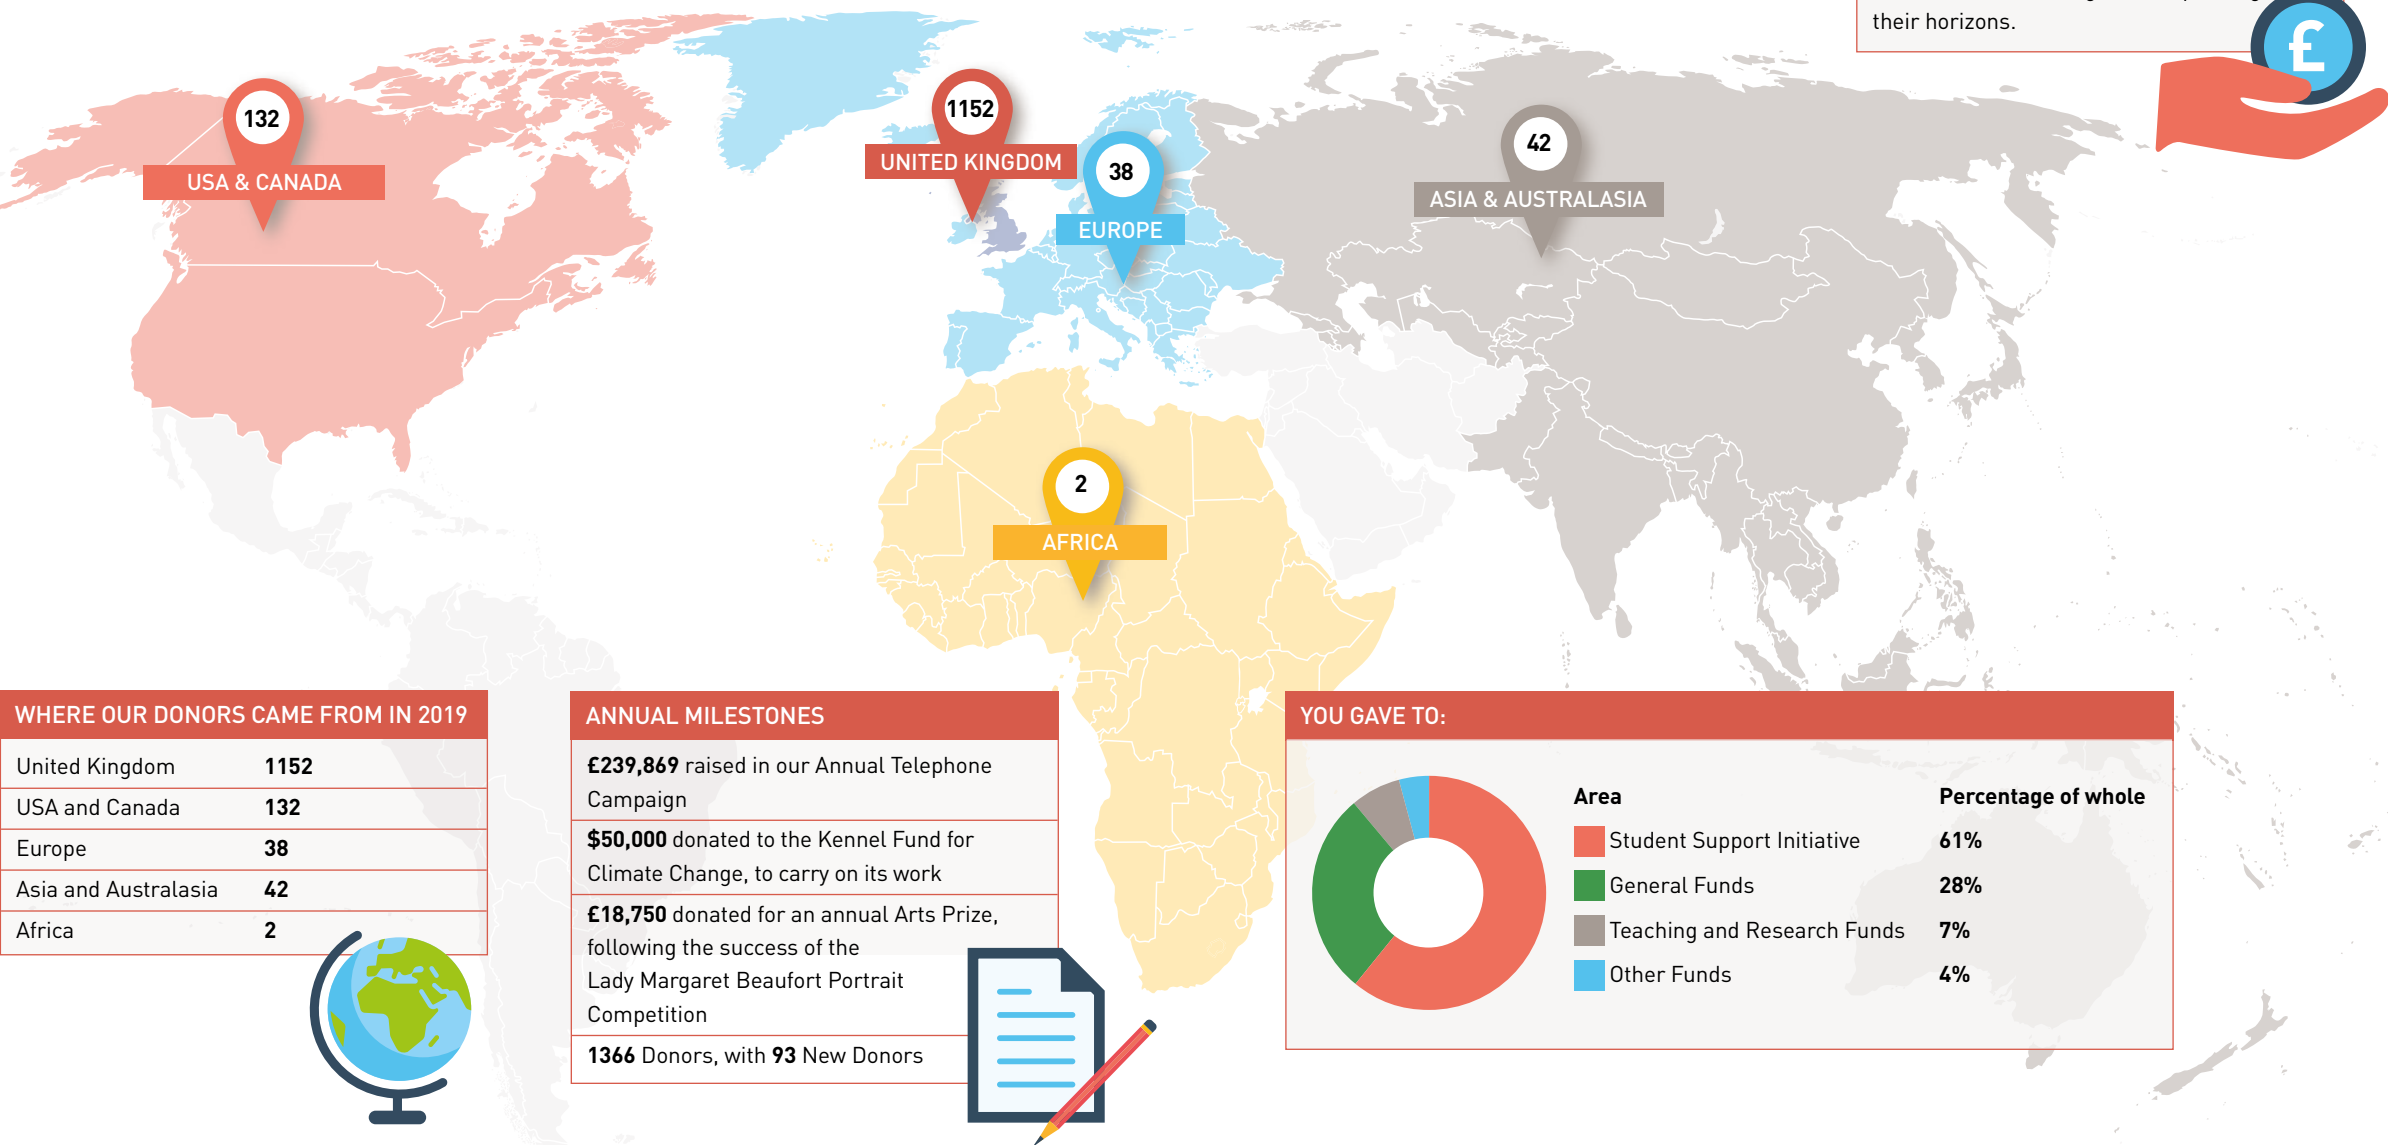 their horizons.
£
132
USA & CANADA
1152
UNITED KINGDOM
38
EUROPE
42
ASIA & AUSTRALASIA
2
AFRICA
WHERE OUR DONORS CAME FROM IN 2019
United Kingdom 1152
USA and Canada 132
Europe 38
Asia and Australasia 42
Africa 2
ANNUAL MILESTONES
£239,869 raised in our Annual Telephone
Campaign
$50,000 donated to the Kennel Fund for
Climate Change, to carry on its work
£18,750 donated for an annual Arts Prize,
following the success of the
Lady Margaret Beaufort Portrait
Competition
1366 Donors, with 93 New Donors
YOU GAVE TO:
Area Percentage of whole
Student Support Initiative 61%
General Funds 28%
Teaching and Research Funds 7%
Other Funds 4%